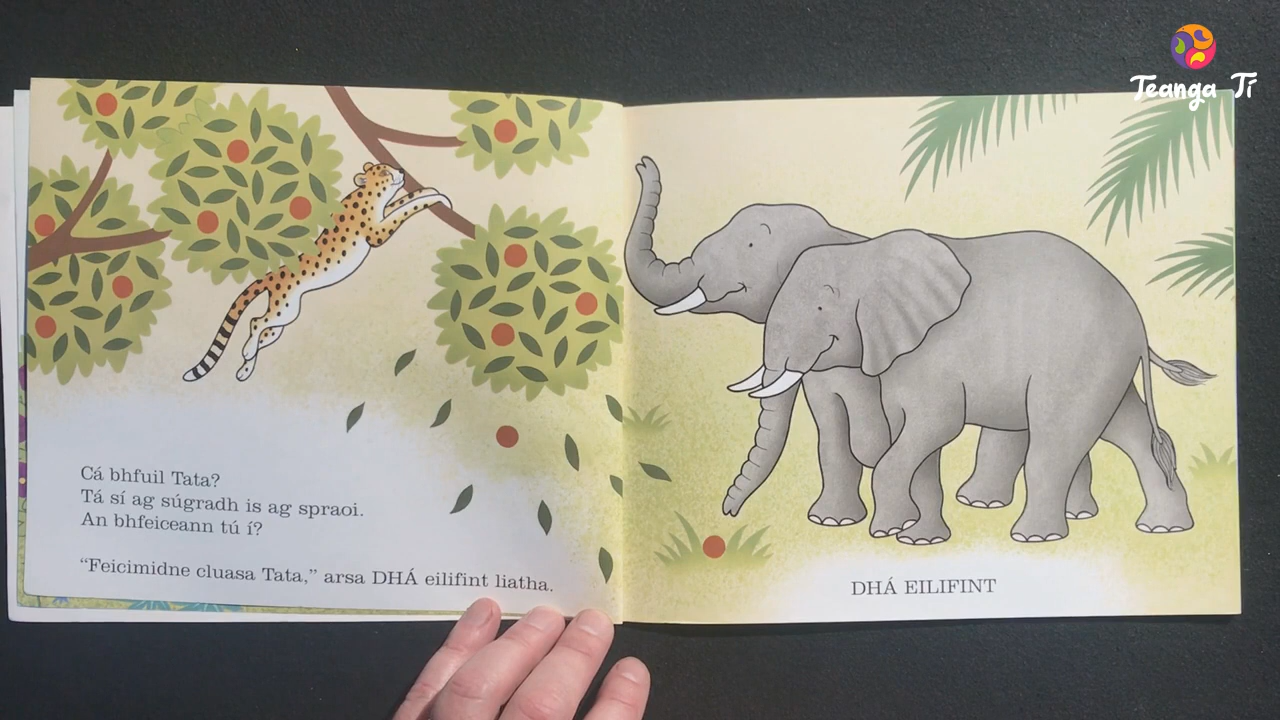 Teanga Tí
Cá bhfuil Tata?
Tá sí ag súgradh is ag spraoi.
An bhfeiceann tú í?
“Feicimidne cluasa Tata,” arsa DHÁ eilifint liatha.
DHÁ EILIFINT